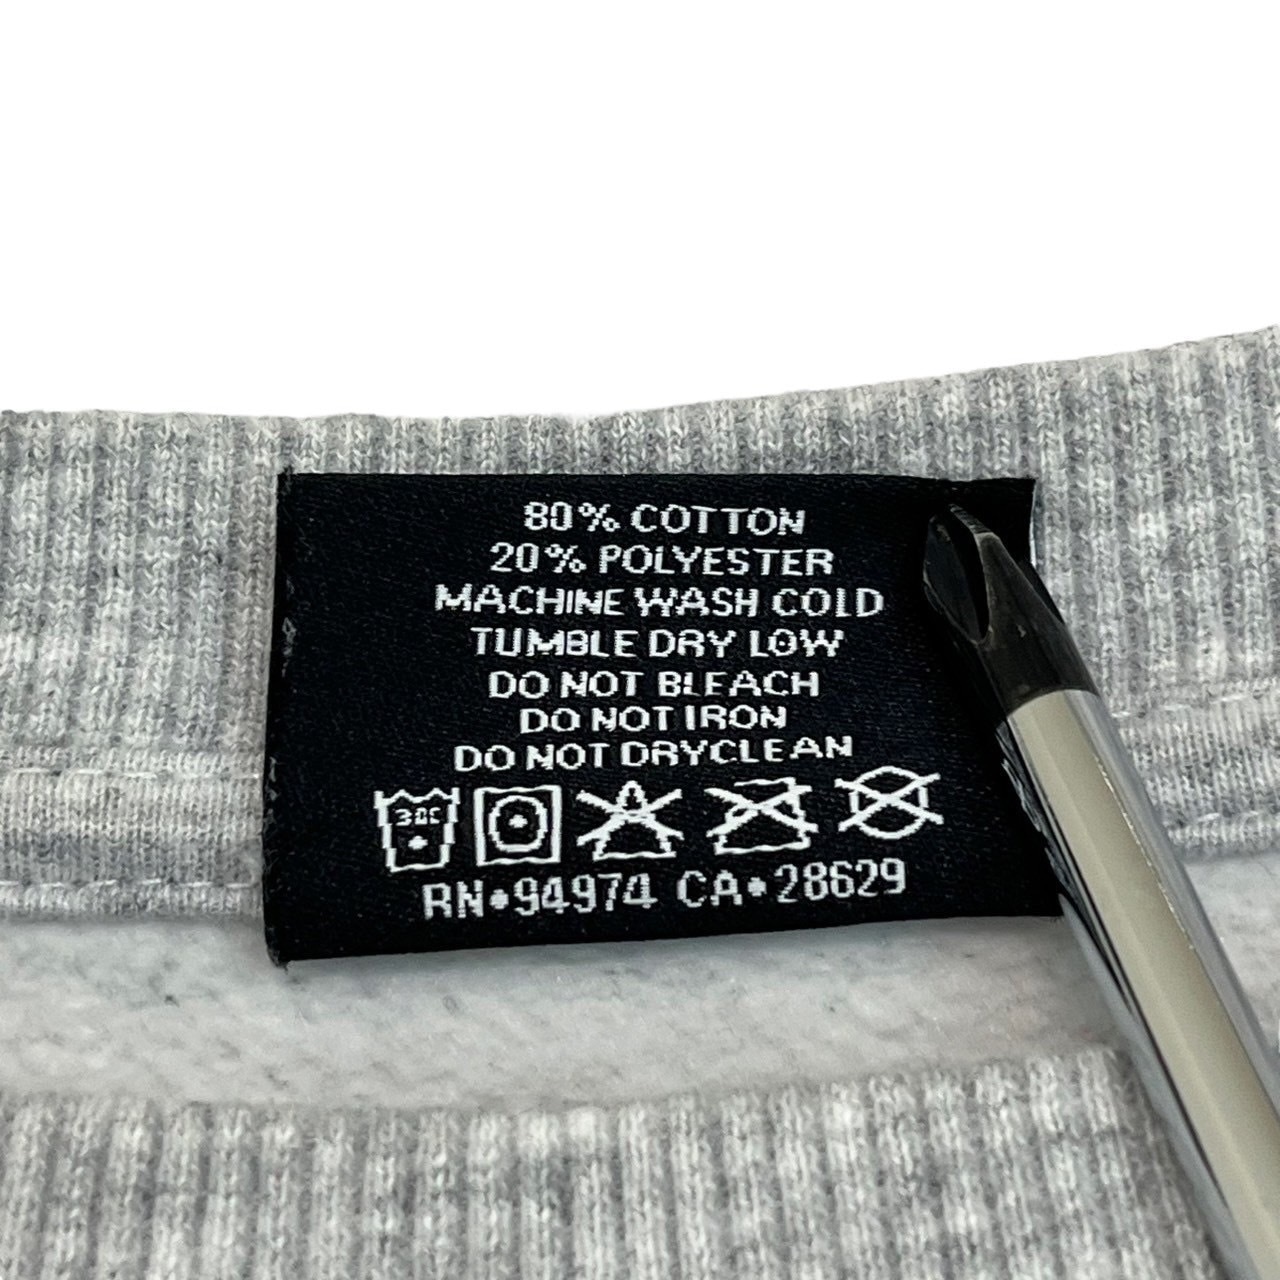 80% COTTON
20% POLYESTER
MACHINE WASH COLD
TUMBLE DRY LOW
DO NOT BLEACH
DO NOT IRON
DO NOT DRYCLEAN
30C
RN•94974 CA•28629